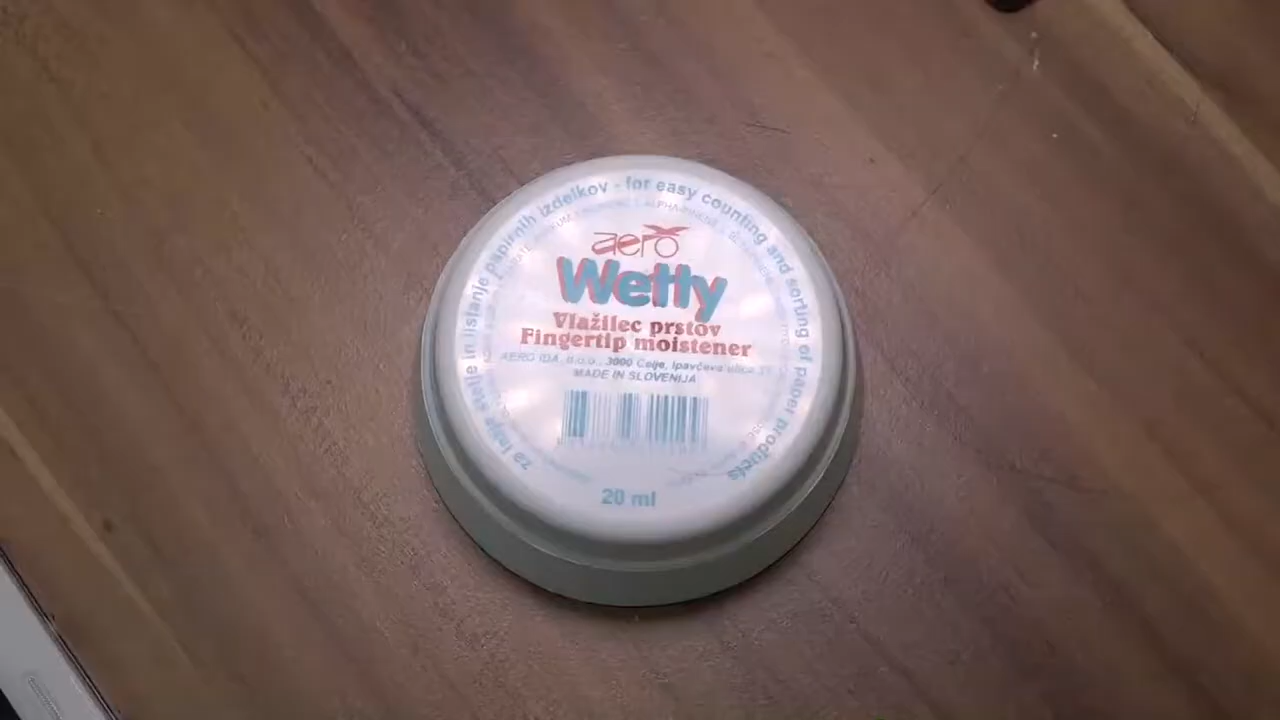 za lažje štetje in listanje papirnih izdelkov - for easy counting and sorting of paper products
aero
Wetty
Vlažilec prstov
Fingertip moistener
AERO IDA, d.o.o., 3000 Celje, Ipavčeva ulica
MADE IN SLOVENIJA
20 ml